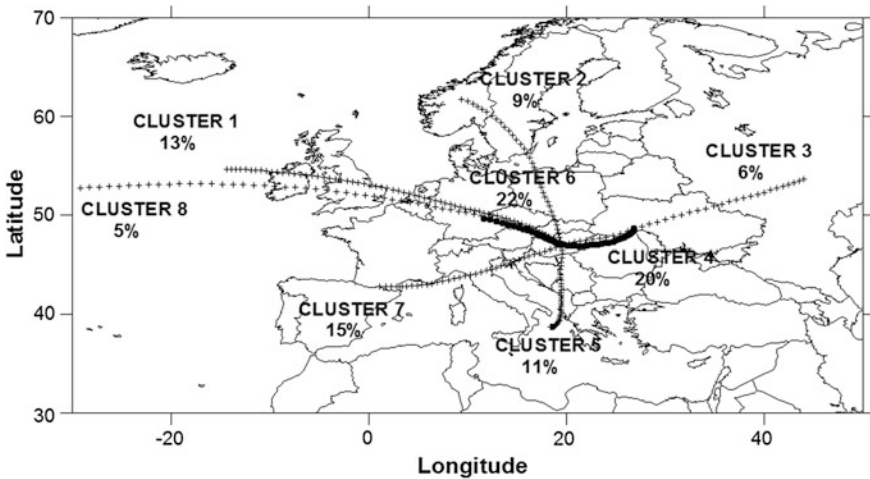 70
60
50
40
30
Latitude
CLUSTER 2
9%
CLUSTER 1
13%
CLUSTER 3
6%
CLUSTER 6
22%
CLUSTER 8
5%
CLUSTER 4
20%
CLUSTER 7
15%
CLUSTER 5
11%
-20
0
20
40
Longitude